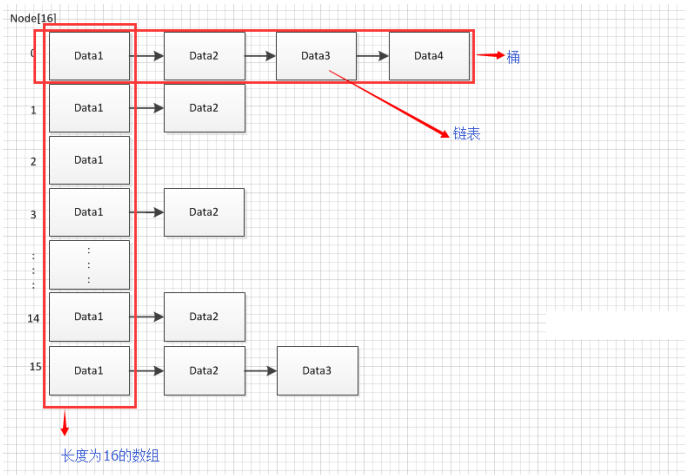 Node[16]
0 Data1 Data2 Data3 Data4 桶
1 Data1 Data2
链表
2 Data1
3 Data1 Data2
⋮ ⋮
14 Data1 Data2
15 Data1 Data2 Data3
长度为16的数组